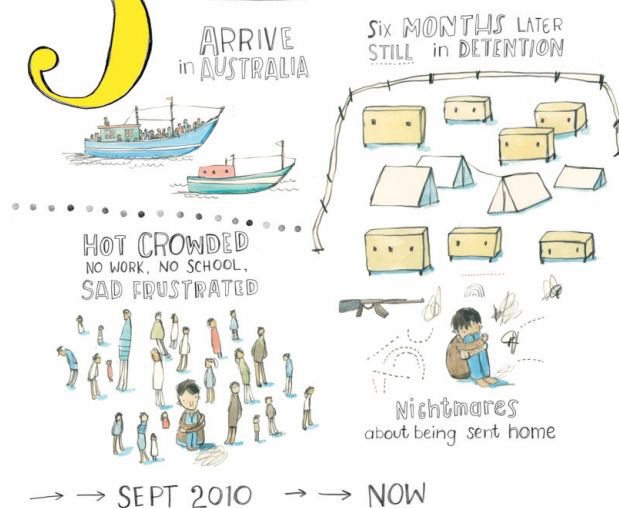 ARRIVE
in AUSTRALIA
Six MONTHS LATER
STILL in DETENTION
HOT CROWDED
NO WORK, NO SCHOOL,
SAD FRUSTRATED
NIGHTMARES
about being sent home
→ → SEPT 2010 → → NOW